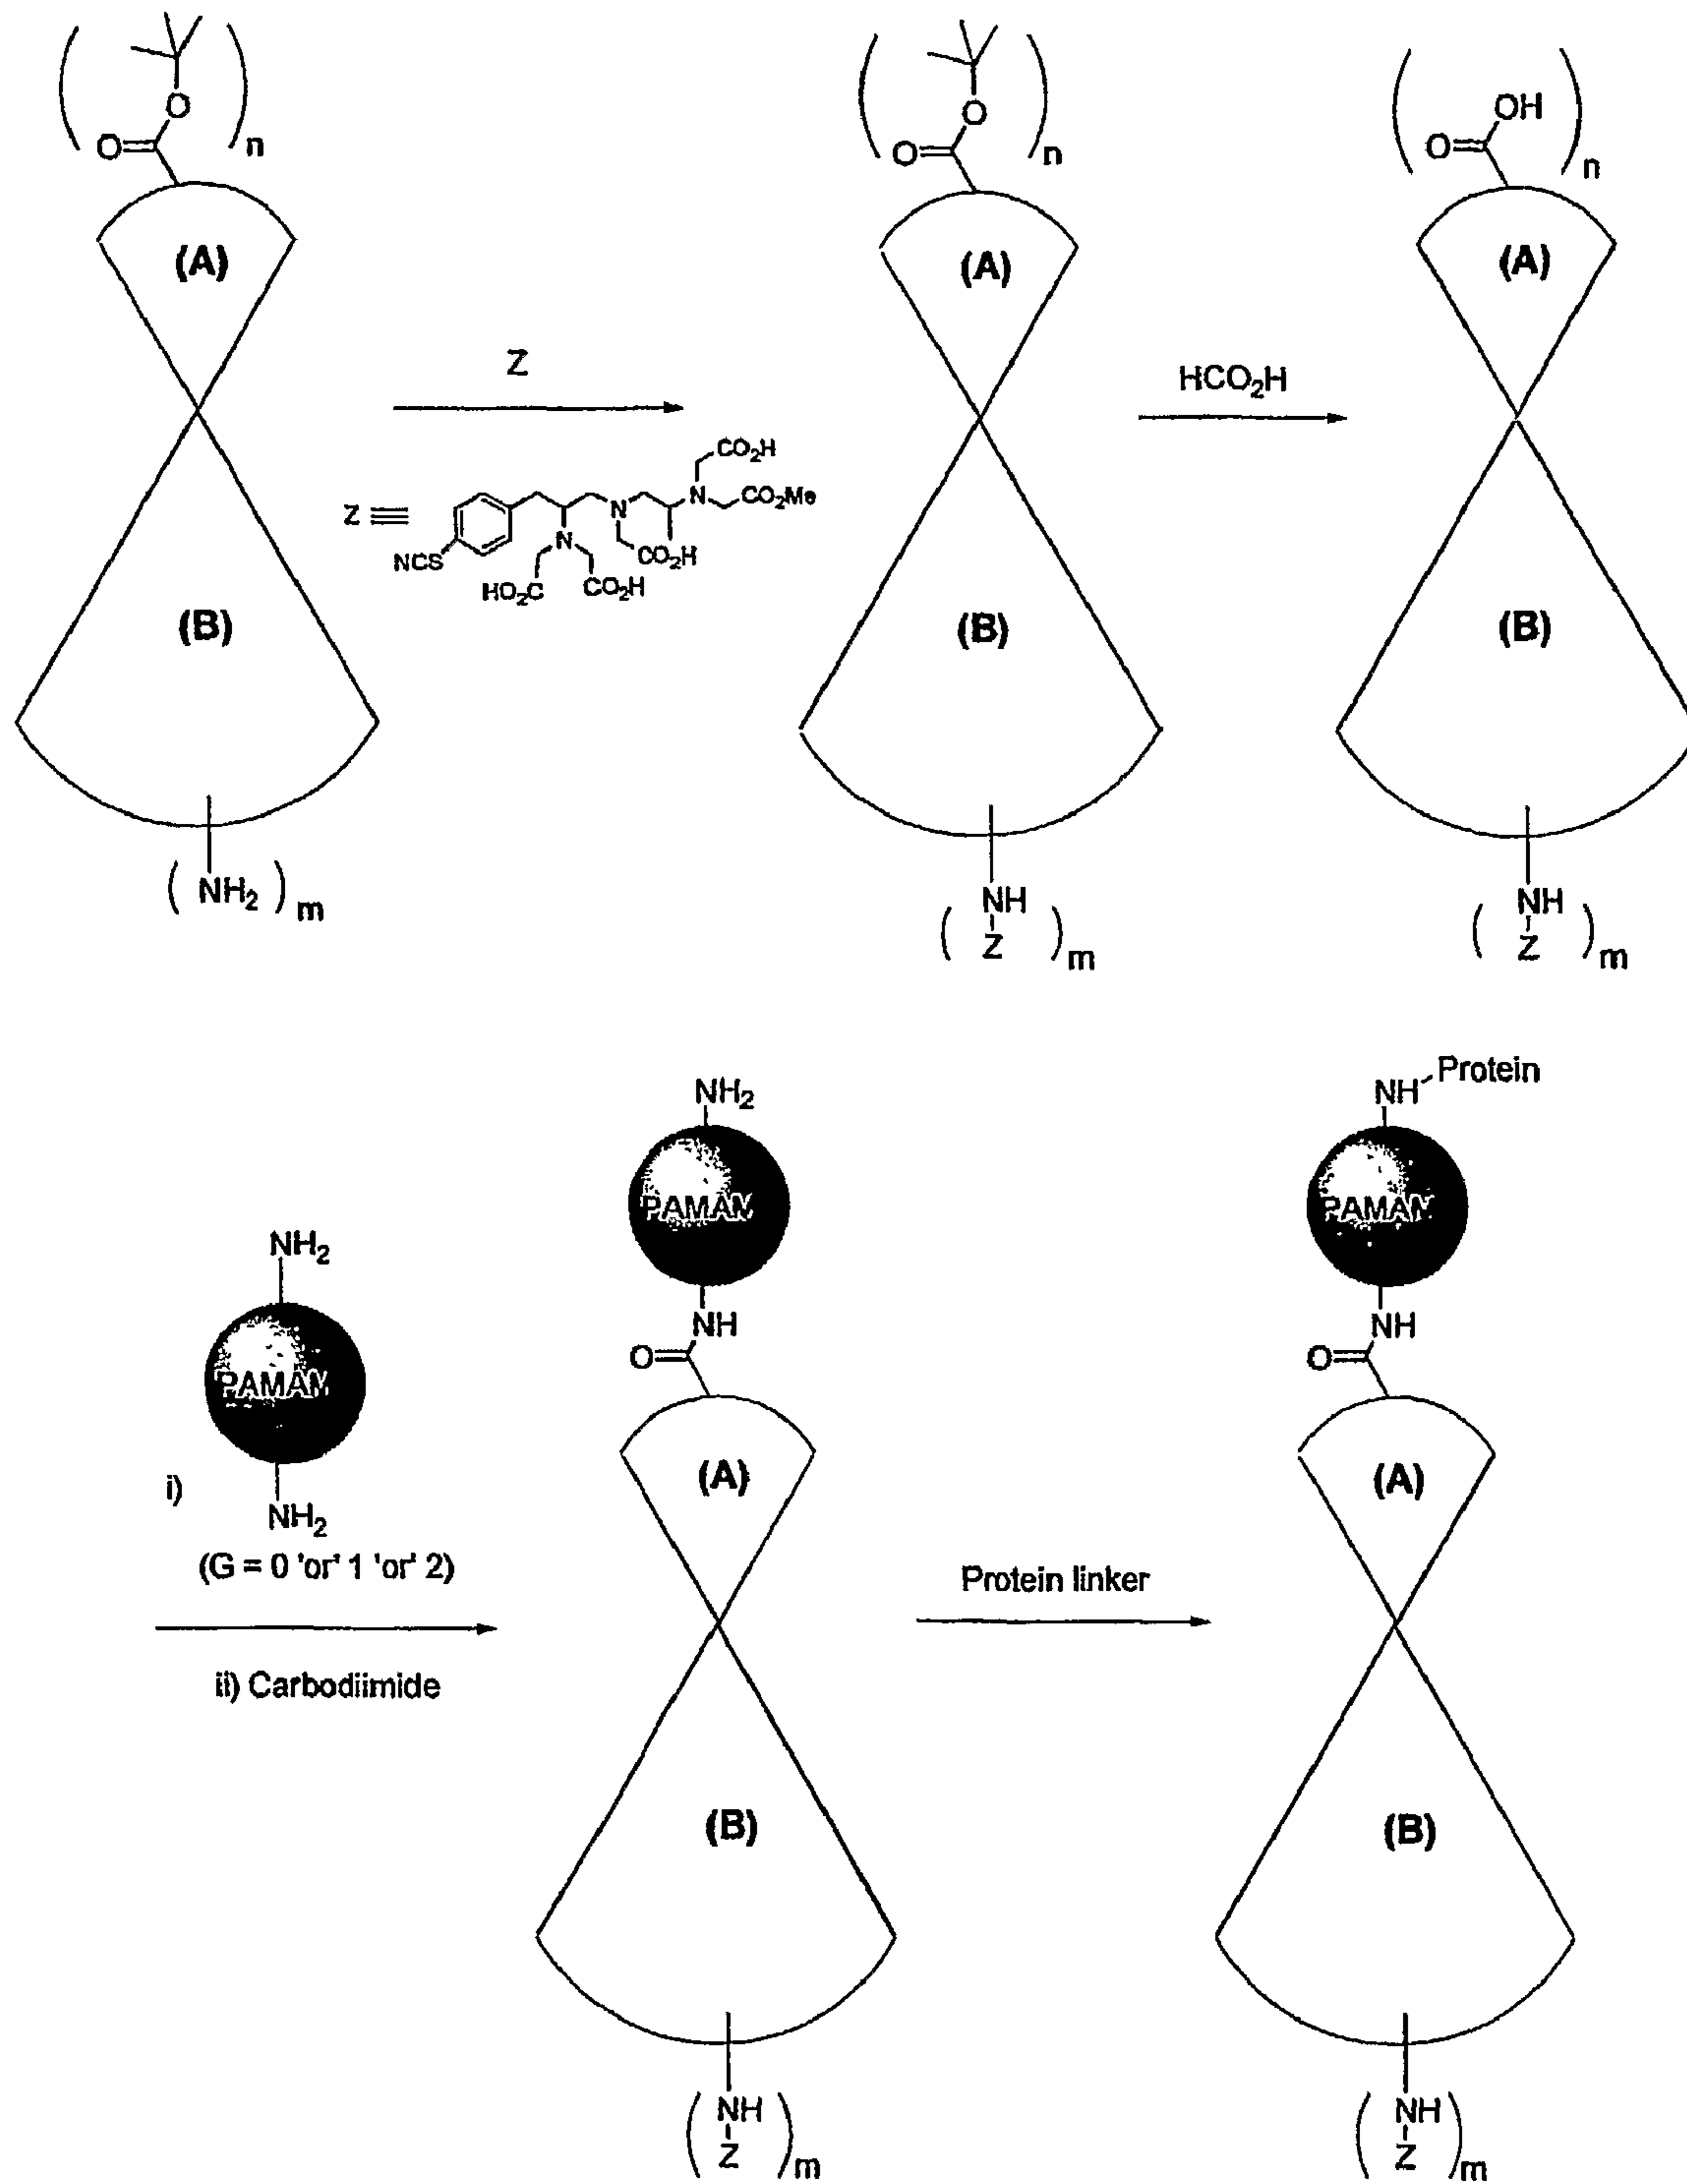 ( O O )n
(A)
(B)
( NH2 )m
Z
Z ≡
NCS
N
N
N
CO2H
CO2Me
CO2H
HO2C
CO2H
( O O )n
(A)
(B)
( NH
Z )m
HCO2H
( OH
O )n
(A)
(B)
( NH
Z )m
NH2
PAMAM
NH2
i)
(G = 0 'or' 1 'or' 2)
ii) Carbodiimide
NH2
PAMAM
NH
O
(A)
(B)
( NH
Z )m
Protein linker
NH-Protein
PAMAM
NH
O
(A)
(B)
( NH
Z )m